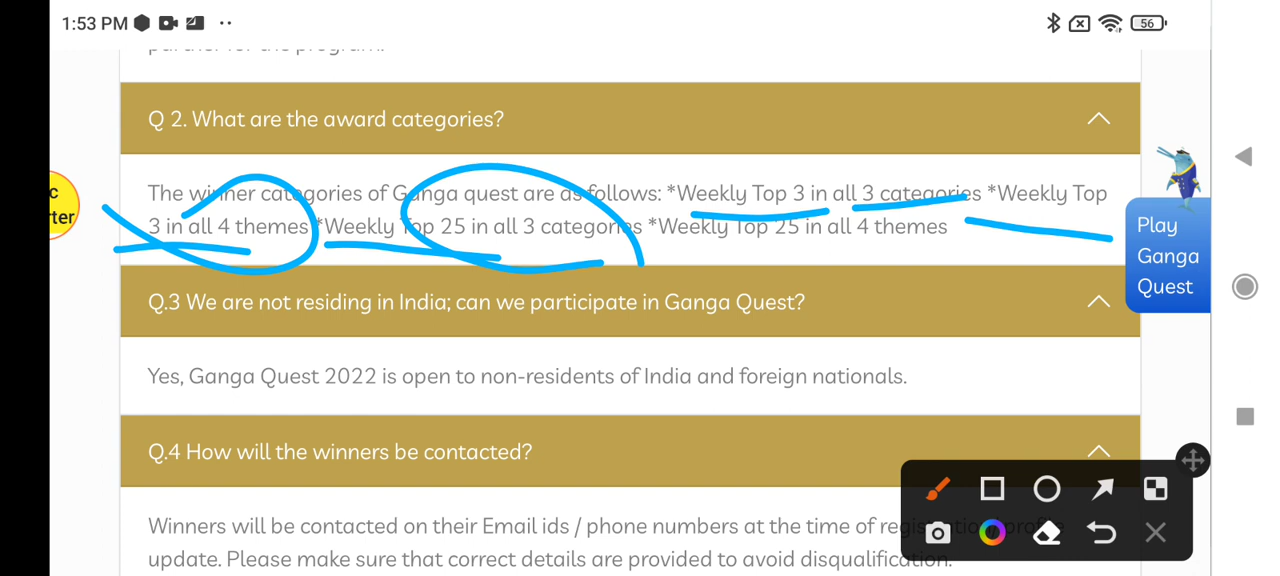 1:53 PM
56
Q 2. What are the award categories?
The winner categories of Ganga quest are as follows: *Weekly Top 3 in all 3 categories *Weekly Top
3 in all 4 themes *Weekly Top 25 in all 3 categories *Weekly Top 25 in all 4 themes
Play
Ganga
Quest
Q.3 We are not residing in India; can we participate in Ganga Quest?
Yes, Ganga Quest 2022 is open to non-residents of India and foreign nationals.
Q.4 How will the winners be contacted?
Winners will be contacted on their Email ids / phone numbers at the time of registration/profile
update. Please make sure that correct details are provided to avoid disqualification.